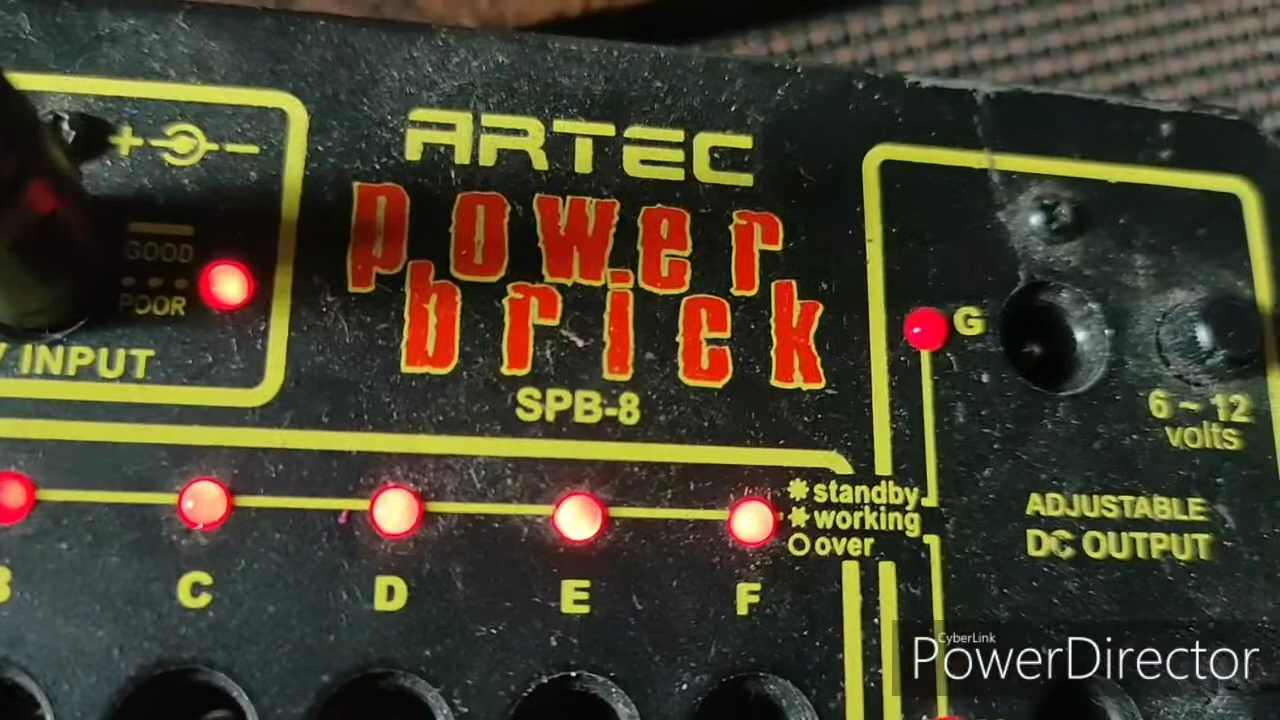 + -
GOOD
POOR
INPUT
ARTEC
power
brick
SPB-8
G
6 ~ 12
volts
ADJUSTABLE
DC OUTPUT
standby
working
over
C D E F
CyberLink
PowerDirector